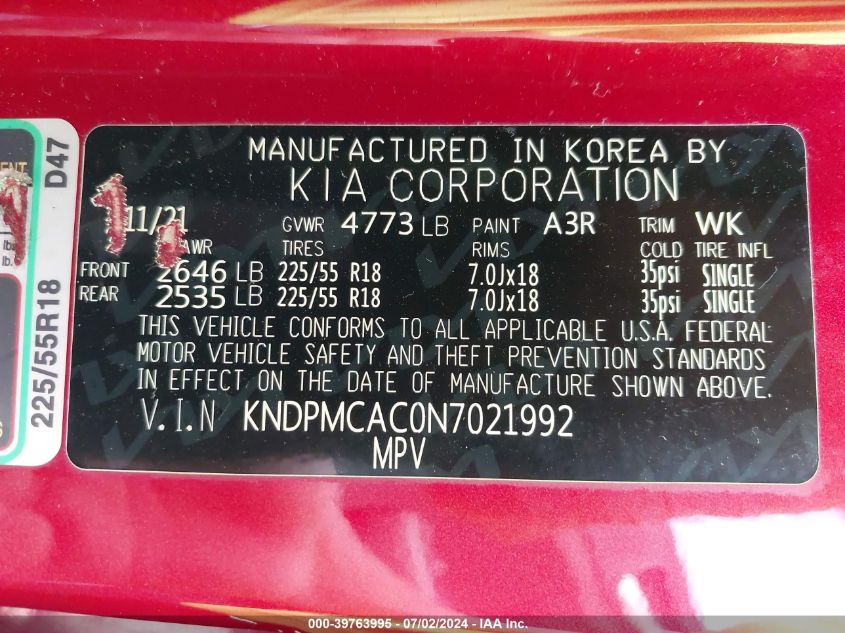 MANUFACTURED IN KOREA BY
KIA CORPORATION
11/21 GVWR 4773 LB PAINT A3R TRIM WK
TIRES RIMS COLD TIRE INFL
FRONT 2646 LB 225/55 R18 7.0Jx18 35psi SINGLE
REAR 2535 LB 225/55 R18 7.0Jx18 35psi SINGLE
THIS VEHICLE CONFORMS TO ALL APPLICABLE U.S.A. FEDERAL
MOTOR VEHICLE SAFETY AND THEFT PREVENTION STANDARDS
IN EFFECT ON THE DATE OF MANUFACTURE SHOWN ABOVE.
V.I.N KNDPMCAC0N7021992
MPV
225/55R18 D47
lb.
000-39763995 - 07/02/2024 - IAA Inc.